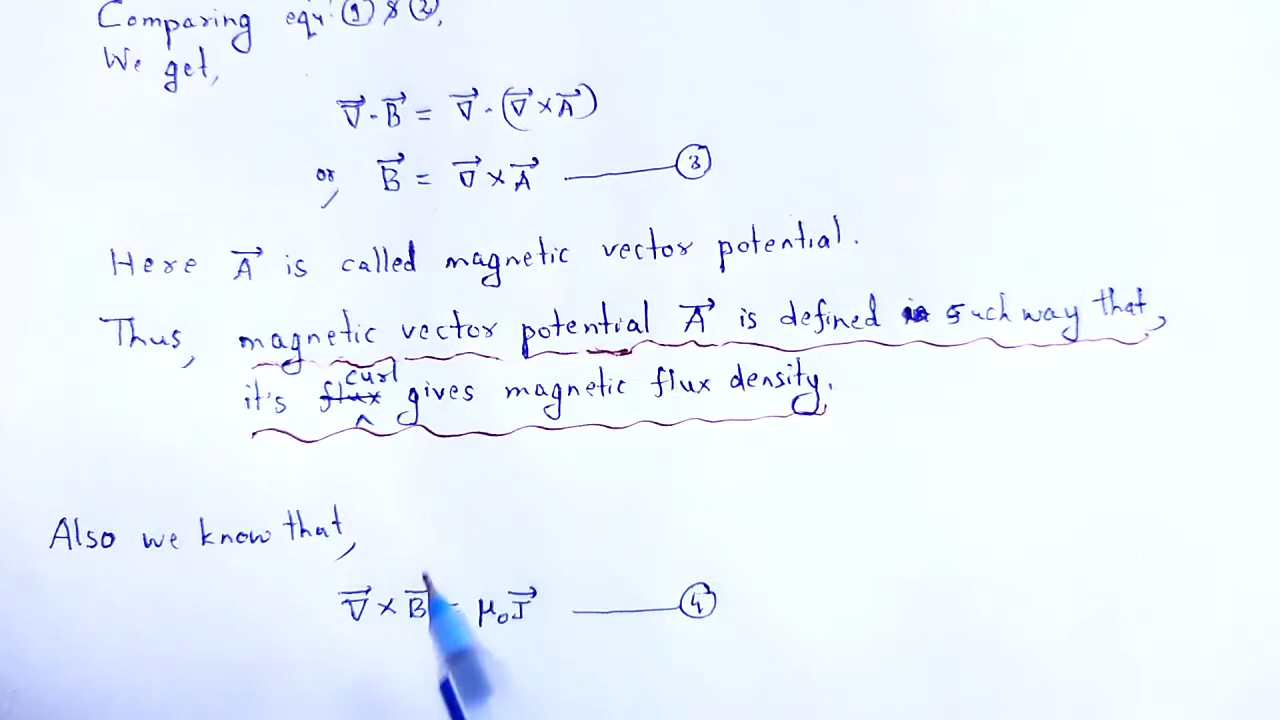 Comparing equ: ① & ②,
We get,
∇⃗ · B⃗ = ∇⃗ · (∇⃗ × A⃗)
or, B⃗ = ∇⃗ × A⃗ —— ③
Here A⃗ is called magnetic vector potential.
Thus, magnetic vector potential A⃗ is defined such way that,
it's curl gives magnetic flux density.
Also we know that,
∇⃗ × B⃗ = μ₀J⃗ —— ④